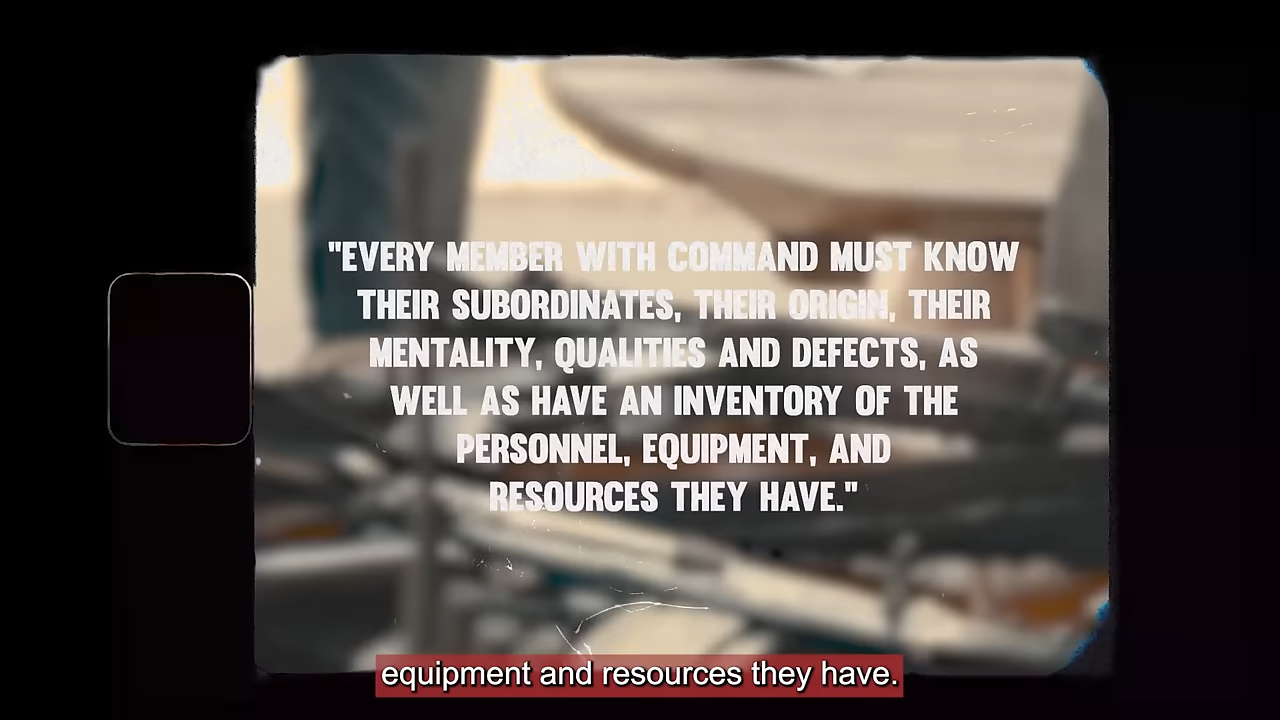 "EVERY MEMBER WITH COMMAND MUST KNOW
THEIR SUBORDINATES, THEIR ORIGIN, THEIR
MENTALITY, QUALITIES AND DEFECTS, AS
WELL AS HAVE AN INVENTORY OF THE
PERSONNEL, EQUIPMENT, AND
RESOURCES THEY HAVE."
equipment and resources they have.